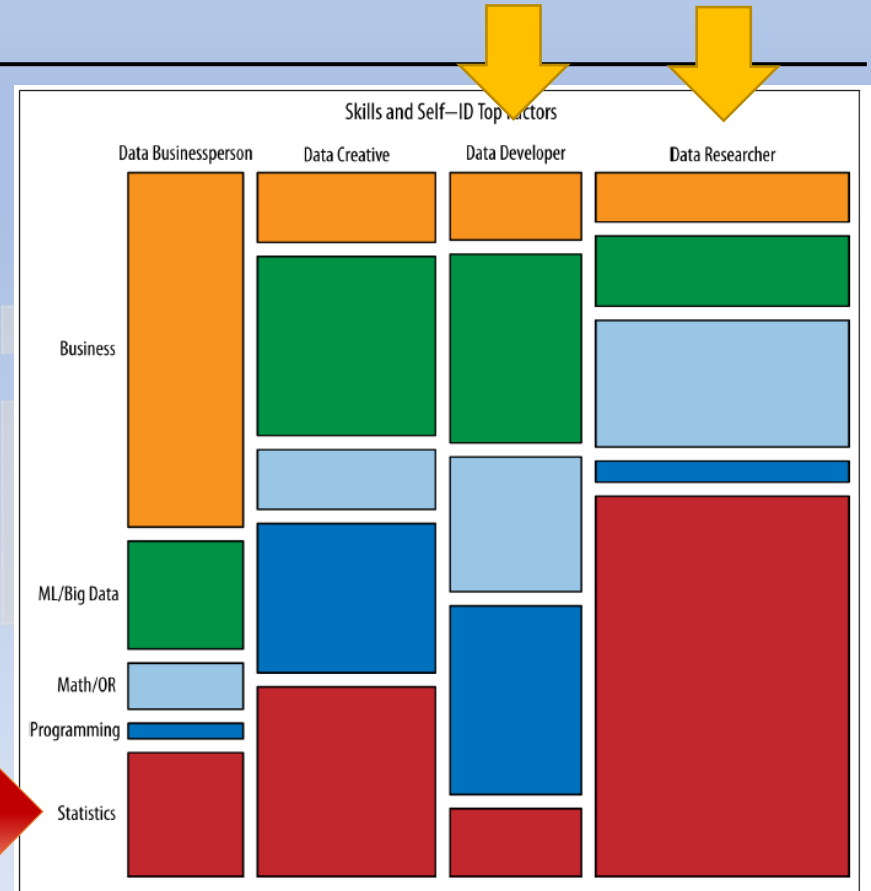 Skills and Self–ID Top Factors
Data Businessperson Data Creative Data Developer Data Researcher
Business
ML/Big Data
Math/OR
Programming
Statistics